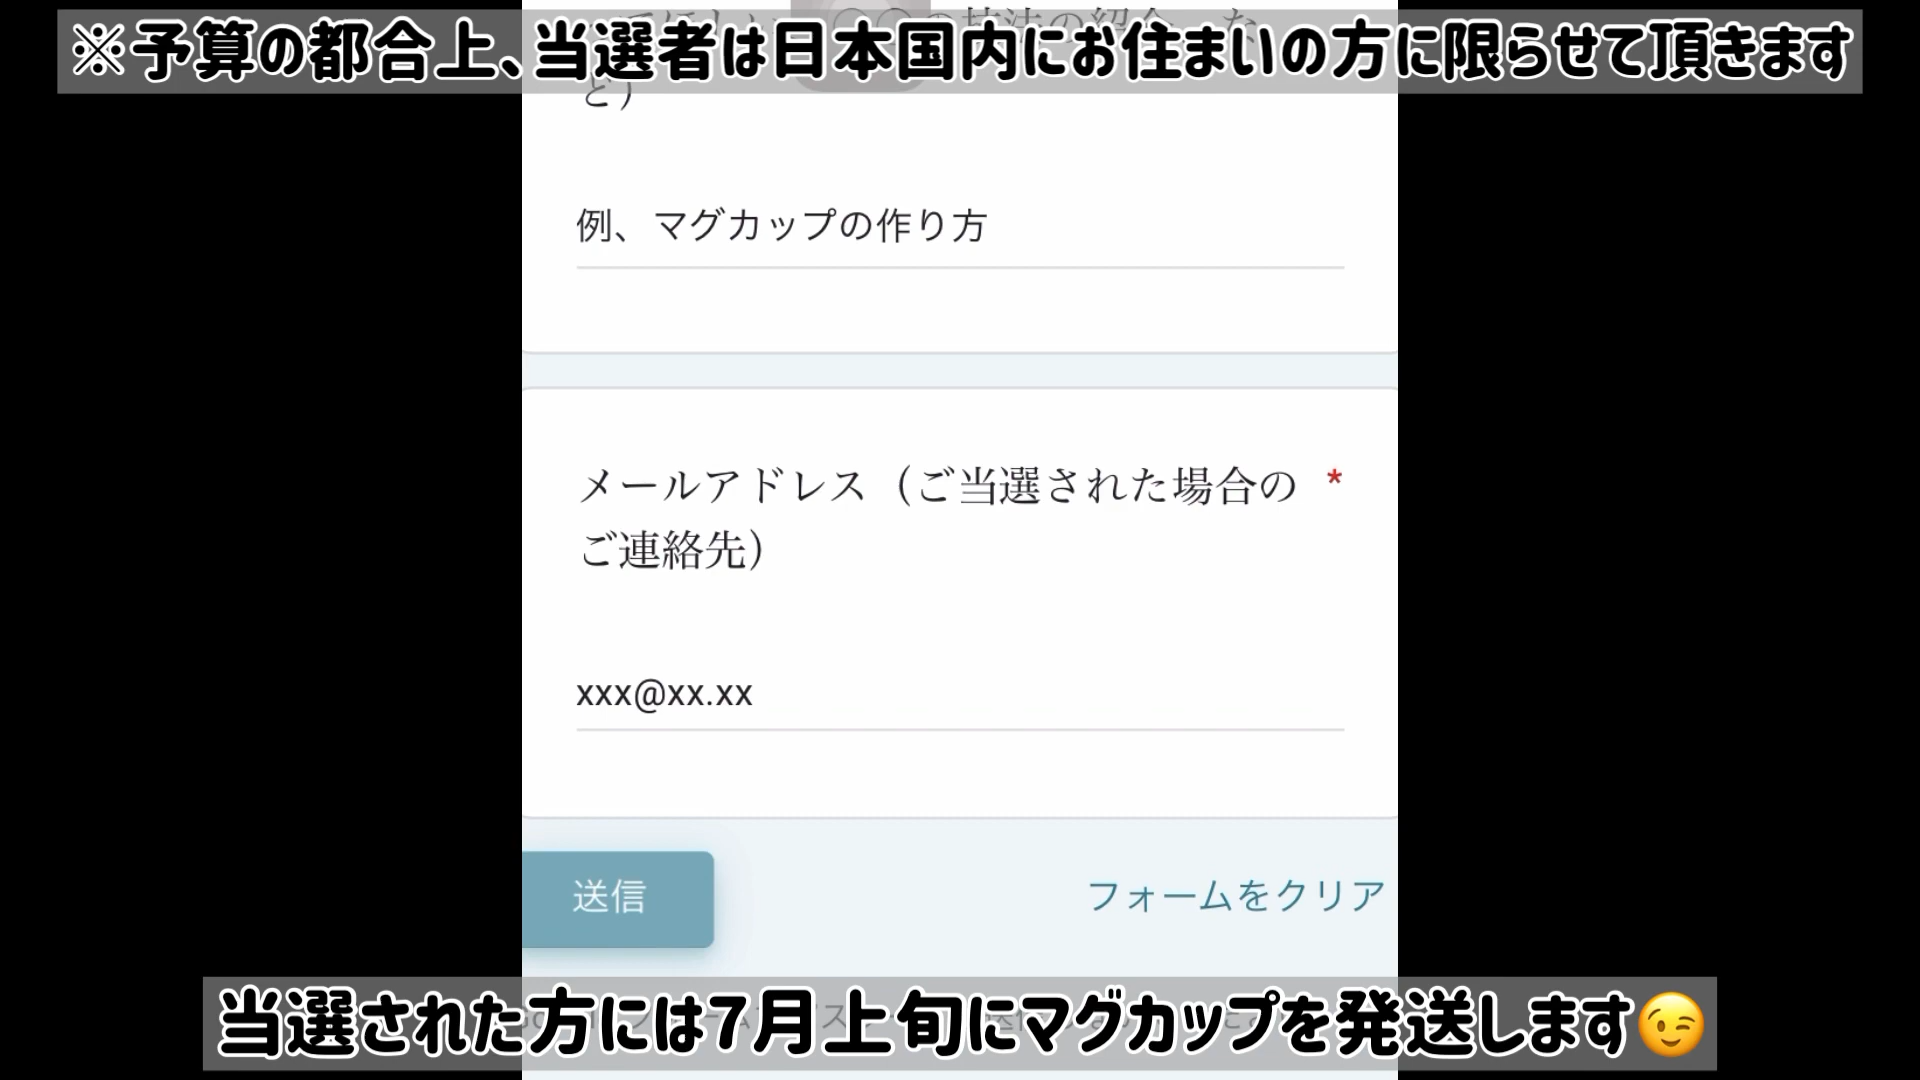 ※予算の都合上、当選者は日本国内にお住まいの方に限らせて頂きます
ど）
例、マグカップの作り方
メールアドレス（ご当選された場合の *
ご連絡先）
xxx@xx.xx
送信
フォームをクリア
当選された方には7月上旬にマグカップを発送します😉